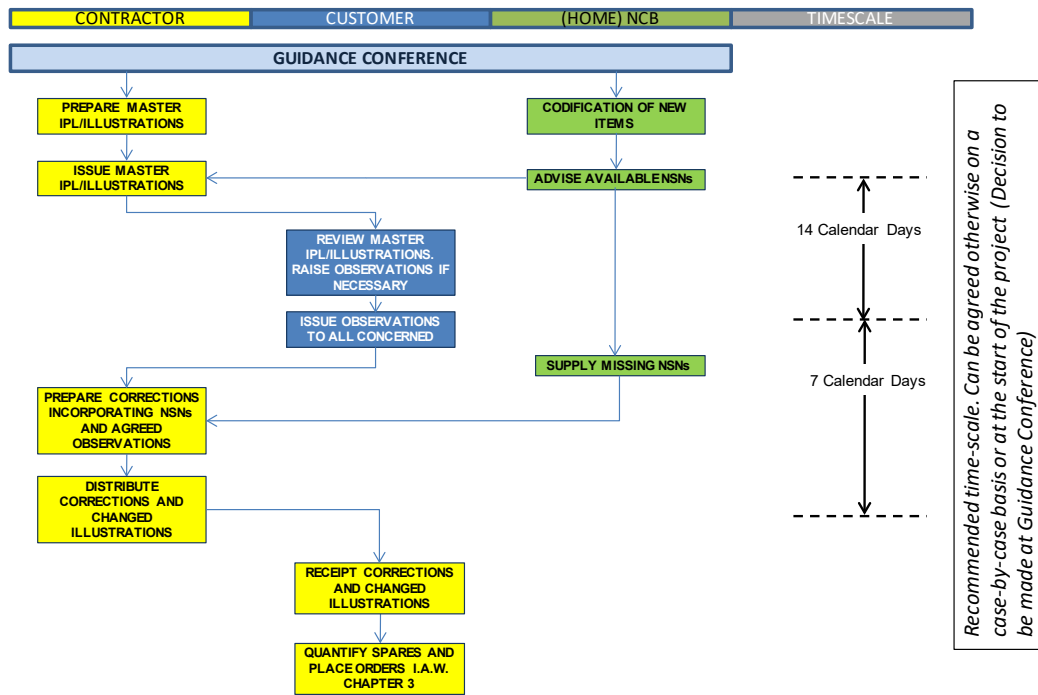 CONTRACTOR
CUSTOMER
(HOME) NCB
TIMESCALE
GUIDANCE CONFERENCE
PREPARE MASTER
IPL/ILLUSTRATIONS
CODIFICATION OF NEW
ITEMS
ISSUE MASTER
IPL/ILLUSTRATIONS
ADVISE AVAILABLE NSNs
REVIEW MASTER
IPL/ILLUSTRATIONS.
RAISE OBSERVATIONS IF
NECESSARY
14 Calendar Days
ISSUE OBSERVATIONS
TO ALL CONCERNED
SUPPLY MISSING NSNs
7 Calendar Days
PREPARE CORRECTIONS
INCORPORATING NSNs
AND AGREED
OBSERVATIONS
DISTRIBUTE
CORRECTIONS AND
CHANGED
ILLUSTRATIONS
RECEIPT CORRECTIONS
AND CHANGED
ILLUSTRATIONS
QUANTIFY SPARES AND
PLACE ORDERS I.A.W.
CHAPTER 3
Recommended time-scale. Can be agreed otherwise on a
case-by-case basis or at the start of the project (Decision to
be made at Guidance Conference)